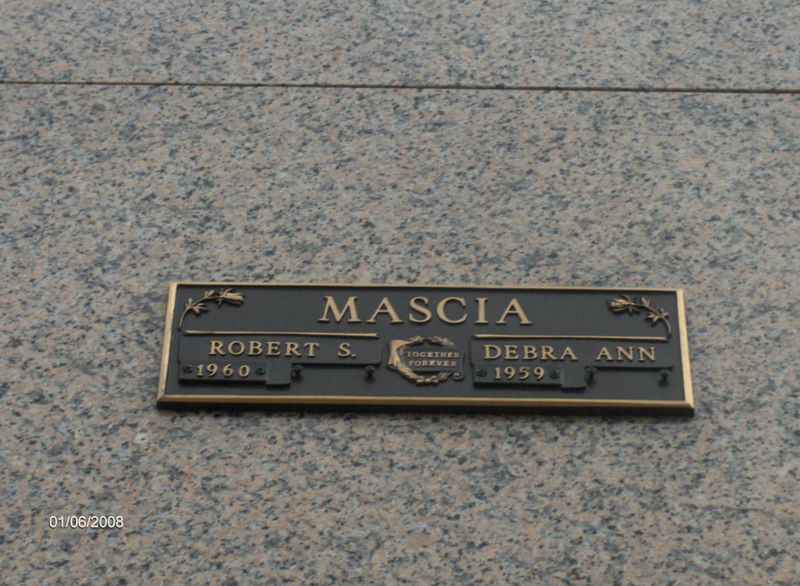 MASCIA
ROBERT S.
1960
TOGETHER
FOREVER
DEBRA ANN
1959
01/06/2008